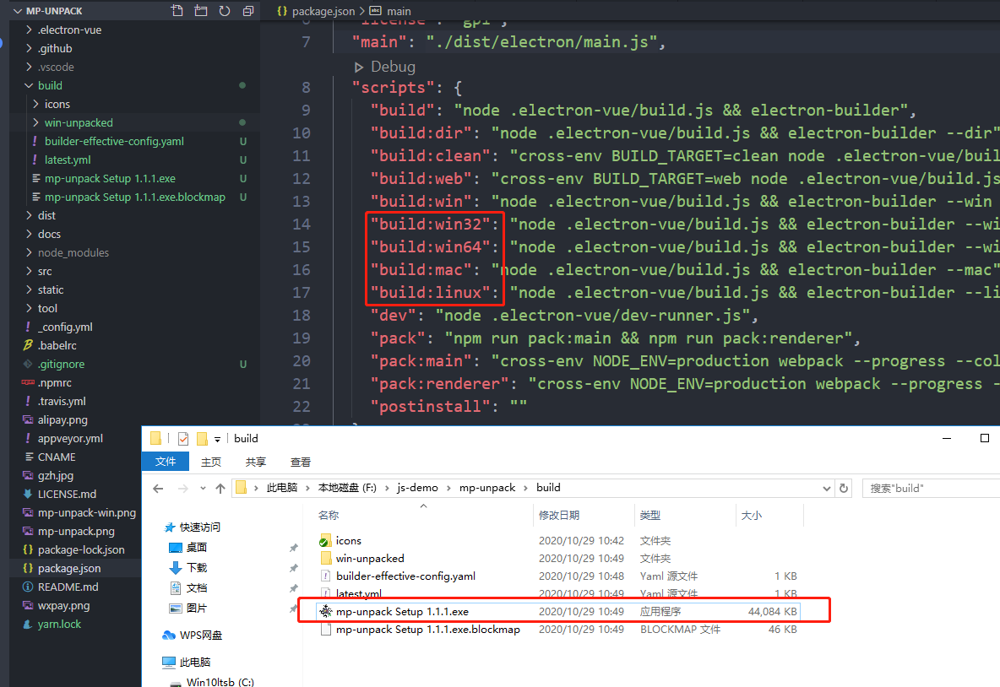 MP-UNPACK
.electron-vue
.github
.vscode
build
icons
win-unpacked
! builder-effective-config.yaml U
! latest.yml U
mp-unpack Setup 1.1.1.exe U
mp-unpack Setup 1.1.1.exe.blockmap U
dist
docs
node_modules
src
static
tool
! _config.yml
.babelrc
.gitignore U
.npmrc
! .travis.yml
alipay.png
! appveyor.yml
CNAME
gzh.jpg
LICENSE.md
mp-unpack-win.png
mp-unpack.png
{} package-lock.json
{} package.json
README.md
wxpay.png
yarn.lock
{} package.json > abc main
"license": "gpl",
7 "main": "./dist/electron/main.js",
Debug
8 "scripts": {
9 "build": "node .electron-vue/build.js && electron-builder",
10 "build:dir": "node .electron-vue/build.js && electron-builder --dir"
11 "build:clean": "cross-env BUILD_TARGET=clean node .electron-vue/buil
12 "build:web": "cross-env BUILD_TARGET=web node .electron-vue/build.js
13 "build:win": "node .electron-vue/build.js && electron-builder --win
14 "build:win32": "node .electron-vue/build.js && electron-builder --wi
15 "build:win64": "node .electron-vue/build.js && electron-builder --wi
16 "build:mac": "node .electron-vue/build.js && electron-builder --mac"
17 "build:linux": "node .electron-vue/build.js && electron-builder --li
18 "dev": "node .electron-vue/dev-runner.js",
19 "pack": "npm run pack:main && npm run pack:renderer",
20 "pack:main": "cross-env NODE_ENV=production webpack --progress --col
21 "pack:renderer": "cross-env NODE_ENV=production webpack --progress -
22 "postinstall": ""
build
文件 主页 共享 查看
此电脑 > 本地磁盘 (F:) > js-demo > mp-unpack > build
搜索"build"
快速访问
桌面
下载
文档
图片
WPS网盘
此电脑
Win10ltsb (C:)
名称 修改日期 类型 大小
icons 2020/10/29 10:42 文件夹
win-unpacked 2020/10/29 10:49 文件夹
builder-effective-config.yaml 2020/10/29 10:48 Yaml 源文件 1 KB
latest.yml 2020/10/29 10:49 Yaml 源文件 1 KB
mp-unpack Setup 1.1.1.exe 2020/10/29 10:49 应用程序 44,084 KB
mp-unpack Setup 1.1.1.exe.blockmap 2020/10/29 10:49 BLOCKMAP 文件 46 KB